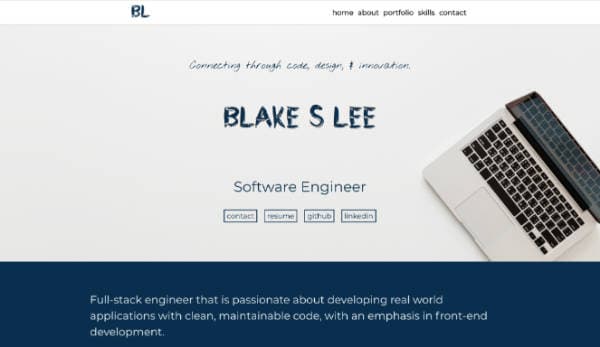 BL
home about portfolio skills contact
Connecting through code, design, & innovation.
BLAKE S LEE
Software Engineer
contact resume github linkedin
Full-stack engineer that is passionate about developing real world
applications with clean, maintainable code, with an emphasis in front-end
development.